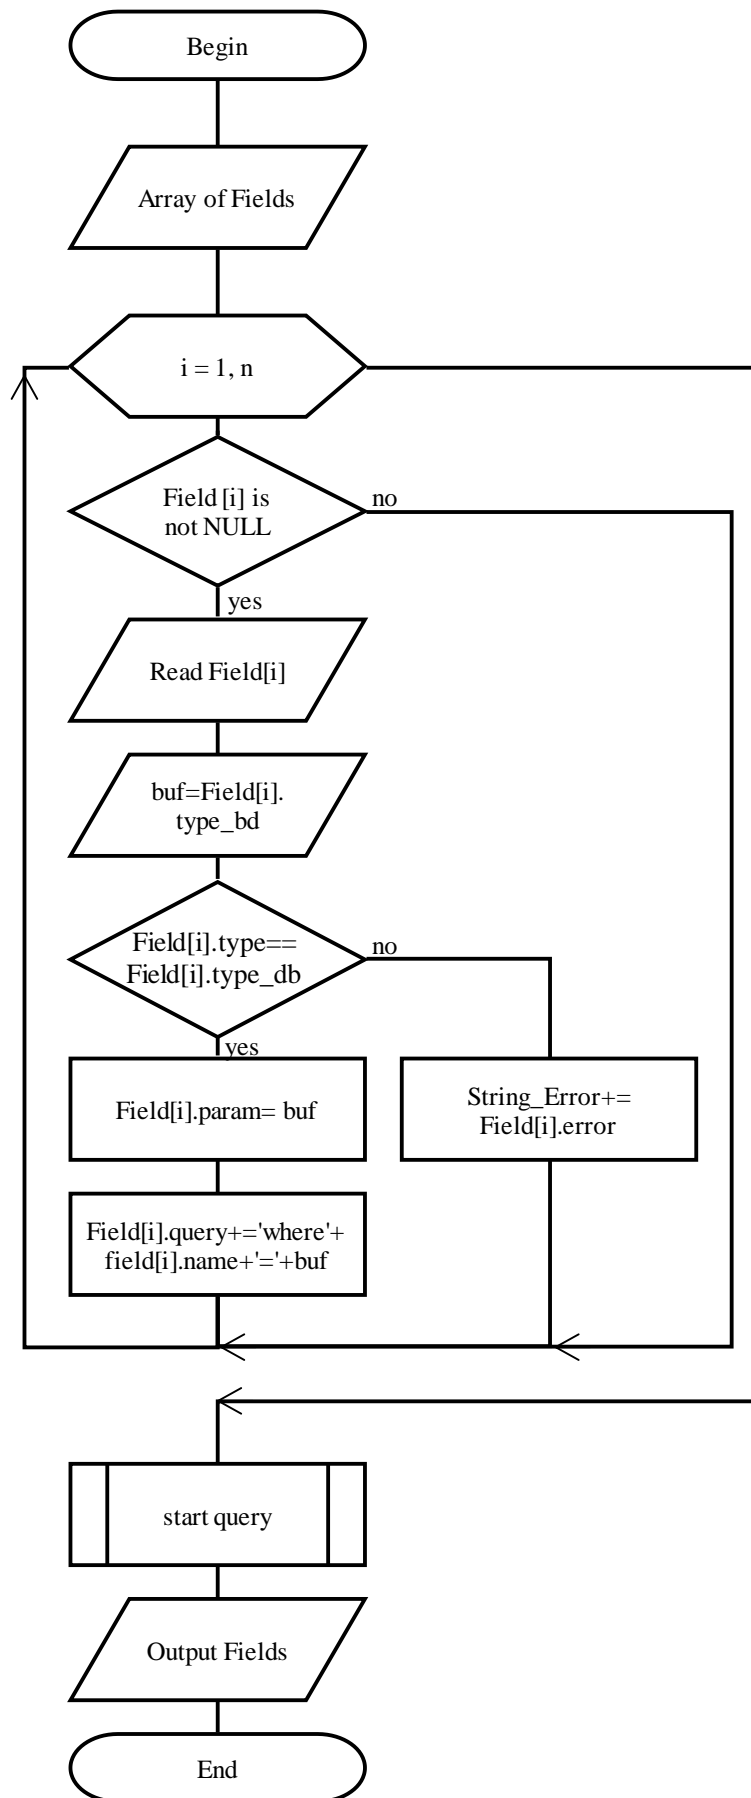 Begin
Array of Fields
i = 1, n
Field [i] is
not NULL
no
yes
Read Field[i]
buf=Field[i].
type_bd
Field[i].type==
Field[i].type_db
no
yes
Field[i].param= buf
String_Error+=
Field[i].error
Field[i].query+='where'+
field[i].name+'='+buf
start query
Output Fields
End